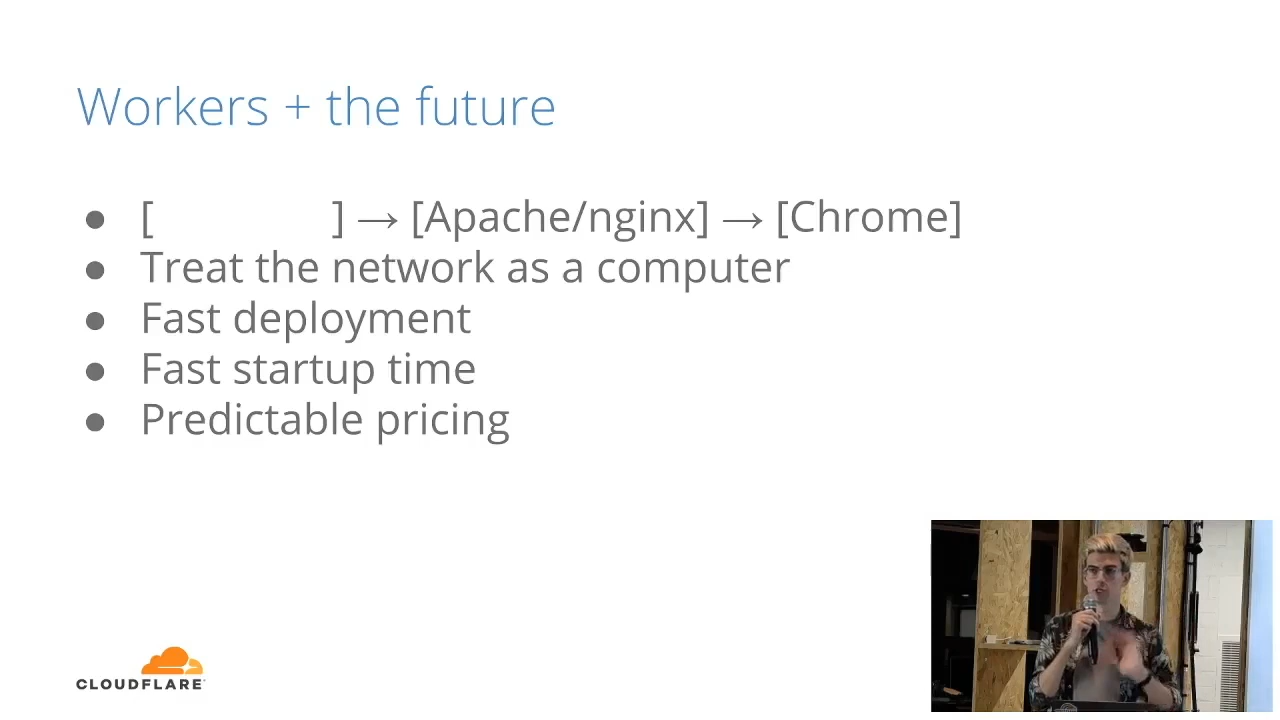 Workers + the future
● [ ] → [Apache/nginx] → [Chrome]
● Treat the network as a computer
● Fast deployment
● Fast startup time
● Predictable pricing
CLOUDFLARE